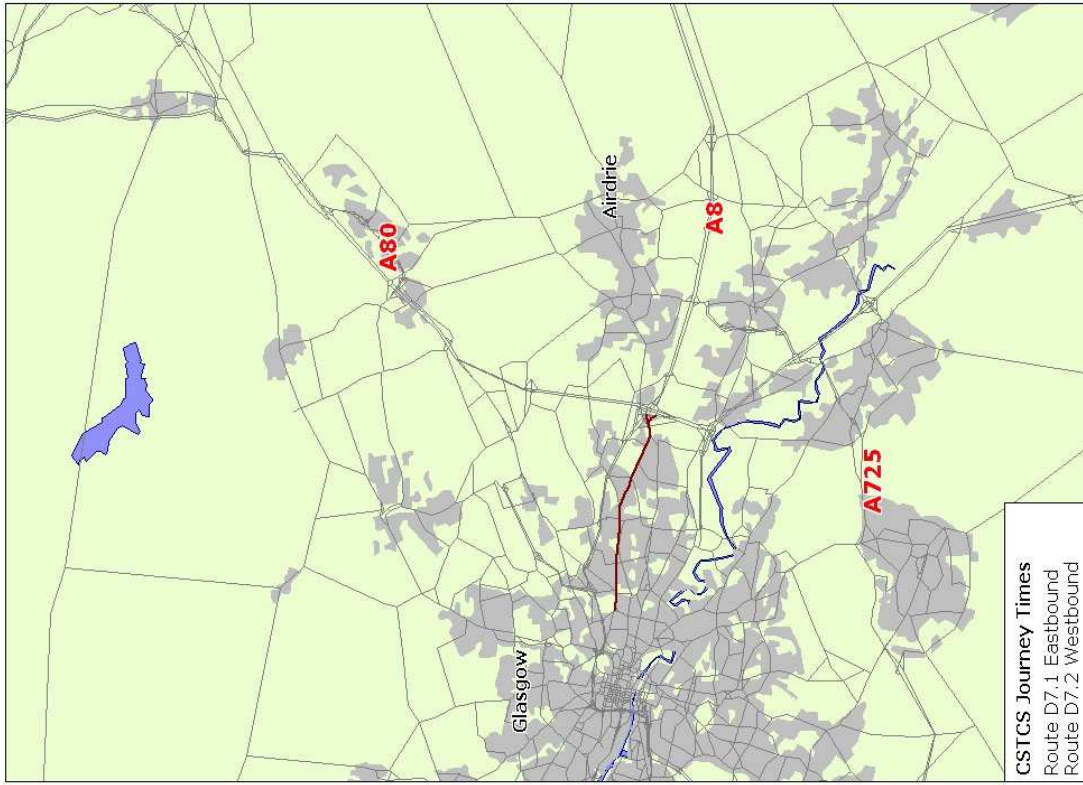 A80
Airdrie
A8
Glasgow
A725
CSTCS Journey Times
Route D7.1 Eastbound
Route D7.2 Westbound